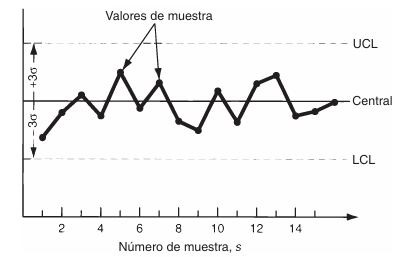 Valores de muestra
UCL
+3σ
Central
− 3σ
LCL
2 4 6 8 10 12 14
Número de muestra, s